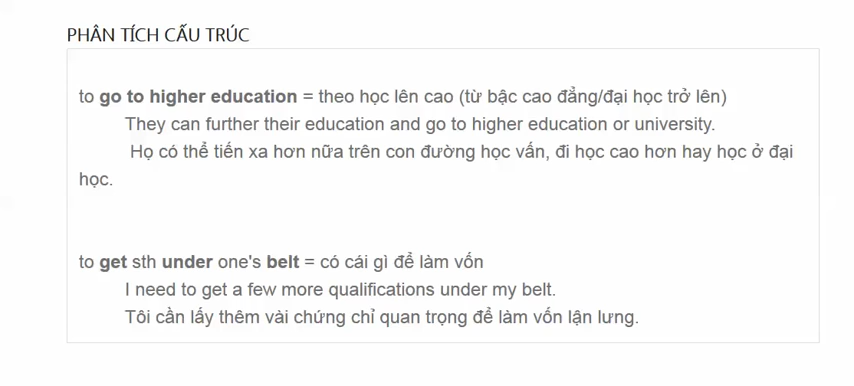 PHÂN TÍCH CẤU TRÚC
to go to higher education = theo học lên cao (từ bậc cao đẳng/đại học trở lên)
They can further their education and go to higher education or university.
Họ có thể tiến xa hơn nữa trên con đường học vấn, đi học cao hơn hay học ở đại
học.
to get sth under one's belt = có cái gì để làm vốn
I need to get a few more qualifications under my belt.
Tôi cần lấy thêm vài chứng chỉ quan trọng để làm vốn lận lưng.